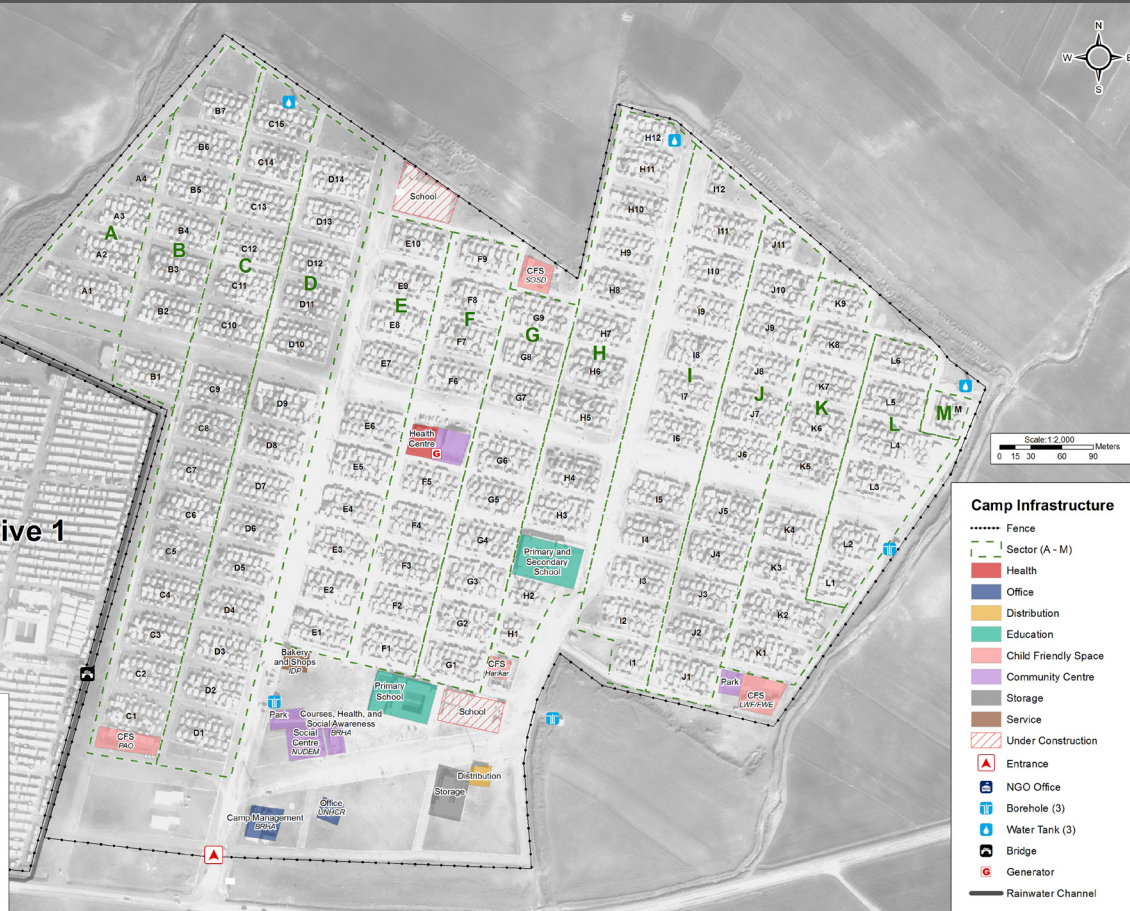 N
W
E
S
B7
C15
H12
B6
C14
H11
A4
B5
D14
I12
School
A3
C13
H10
D13
B4
I11
A
A2
B
C12
E10
F9
H9
J11
B3
C
D12
CFS
SOSD
I10
A1
C11
D
E9
H8
J10
B2
D11
E
F8
K9
C10
E8
F
G9
I9
D10
F7
G
H7
J9
G8
H
I8
K8
B1
E7
H6
J8
L6
C9
F6
I
K7
D9
G7
I7
J
K
L5
M
M
C8
E6
H5
J7
K6
L
D8
Health
Centre
G
I6
L4
C7
E5
G6
J6
K5
D7
F5
H4
L3
C6
E4
G5
I5
D6
F4
H3
J5
K4
ive 1
C5
E3
G4
I4
L2
D5
F3
Primary and
Secondary
School
J4
K3
C4
E2
G3
I3
L1
D4
F2
H2
J3
C3
E1
G2
I2
K2
D3
F1
H1
J2
K1
C2
Bakery
and Shops
IDP
G1
CFS
Harikar
I1
D2
Primary
School
J1
Park
CFS
LWF/FWE
C1
Park
Courses, Health, and
Social Awareness
BRHA
School
D1
Social
Centre
NUDEM
CFS
PAO
Distribution
Storage
Office
UNHCR
Camp Management
BRHA
Scale:1:2,000
Meters
0 15 30 60 90
Camp Infrastructure
Fence
Sector (A - M)
Health
Office
Distribution
Education
Child Friendly Space
Community Centre
Storage
Service
Under Construction
Entrance
NGO Office
Borehole (3)
Water Tank (3)
Bridge
G Generator
Rainwater Channel